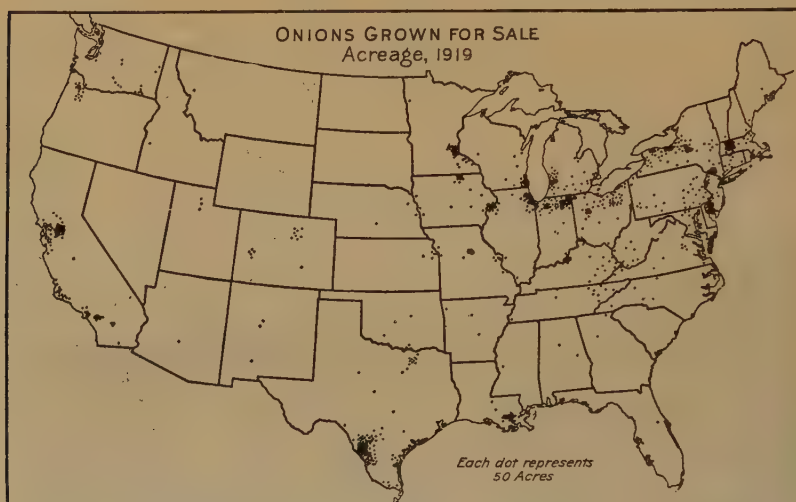 ONIONS GROWN FOR SALE
Acreage, 1919
Each dot represents
50 Acres